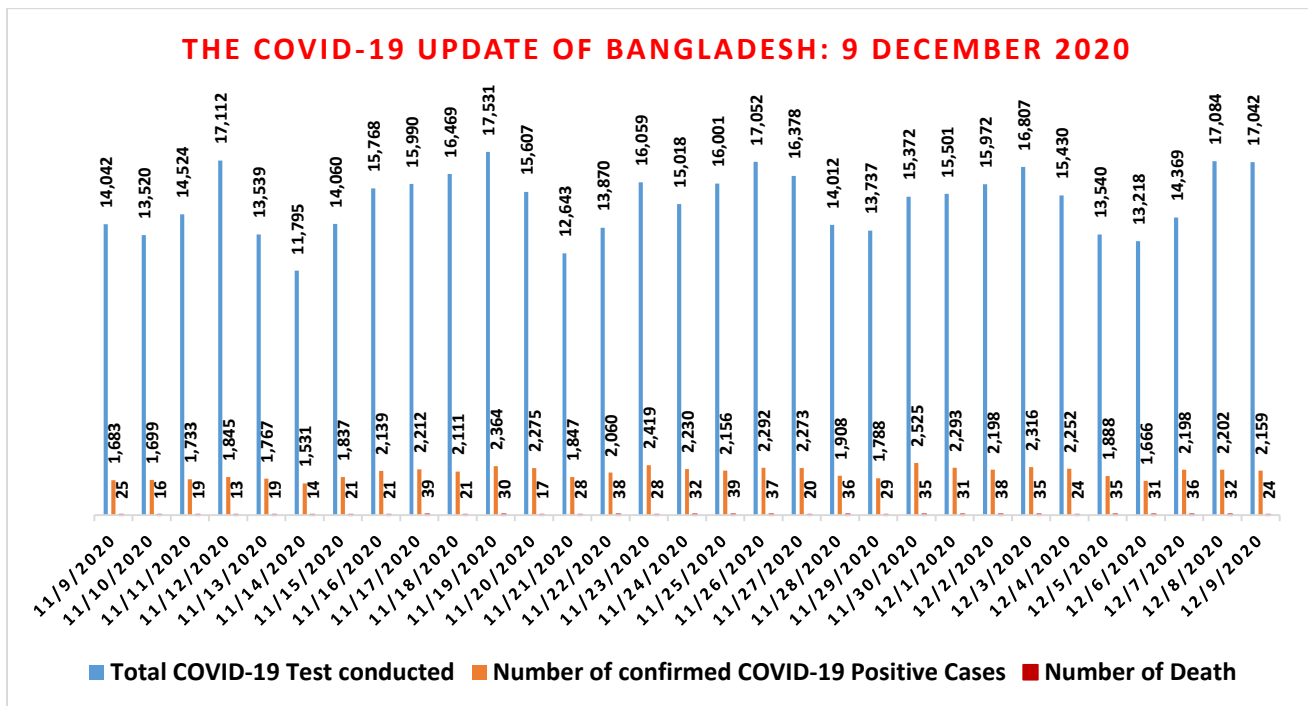 THE COVID-19 UPDATE OF BANGLADESH: 9 DECEMBER 2020
14,042 13,520 14,524 17,112 13,539 11,795 14,060 15,768 15,990 16,469 17,531 15,607 12,643 13,870 16,059 15,018 16,001 17,052 16,378 14,012 13,737 15,372 15,501 15,972 16,807 15,430 13,540 13,218 14,369 17,084 17,042
1,683 1,699 1,733 1,845 1,767 1,531 1,837 2,139 2,212 2,111 2,364 2,275 1,847 2,060 2,419 2,230 2,156 2,292 2,273 1,908 1,788 2,525 2,293 2,198 2,316 2,252 1,888 1,666 2,198 2,202 2,159
25 16 19 13 19 14 21 21 39 21 30 17 28 38 28 32 39 37 20 36 29 35 31 38 35 24 35 31 36 32 24
11/9/2020 11/10/2020 11/11/2020 11/12/2020 11/13/2020 11/14/2020 11/15/2020 11/16/2020 11/17/2020 11/18/2020 11/19/2020 11/20/2020 11/21/2020 11/22/2020 11/23/2020 11/24/2020 11/25/2020 11/26/2020 11/27/2020 11/28/2020 11/29/2020 11/30/2020 12/1/2020 12/2/2020 12/3/2020 12/4/2020 12/5/2020 12/6/2020 12/7/2020 12/8/2020 12/9/2020
Total COVID-19 Test conducted Number of confirmed COVID-19 Positive Cases Number of Death